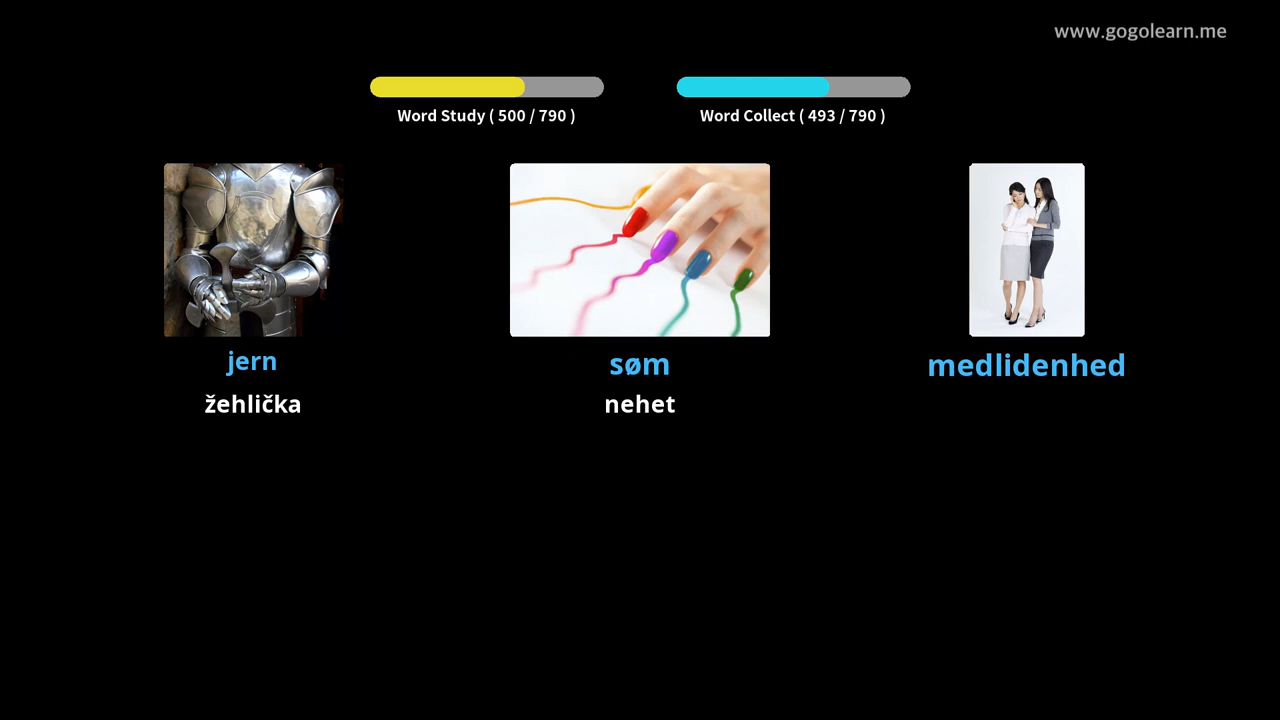 www.gogolearn.me
Word Study ( 500 / 790 )
Word Collect ( 493 / 790 )
jern
søm
medlidenhed
žehlička
nehet